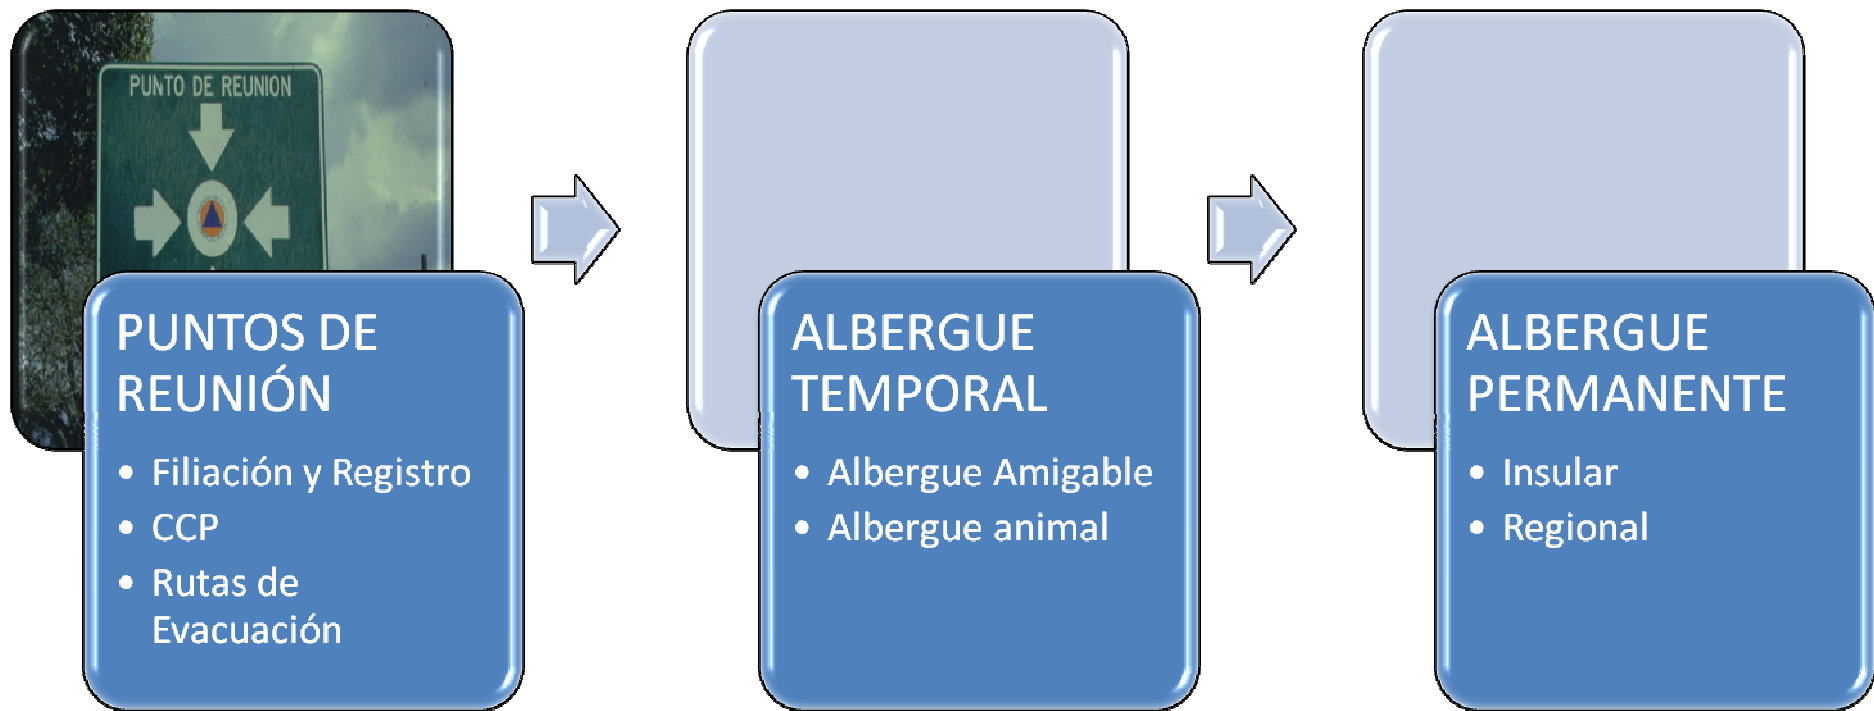 PUNTO DE REUNION
PUNTOS DE
REUNIÓN
• Filiación y Registro
• CCP
• Rutas de
Evacuación
ALBERGUE
TEMPORAL
• Albergue Amigable
• Albergue animal
ALBERGUE
PERMANENTE
• Insular
• Regional